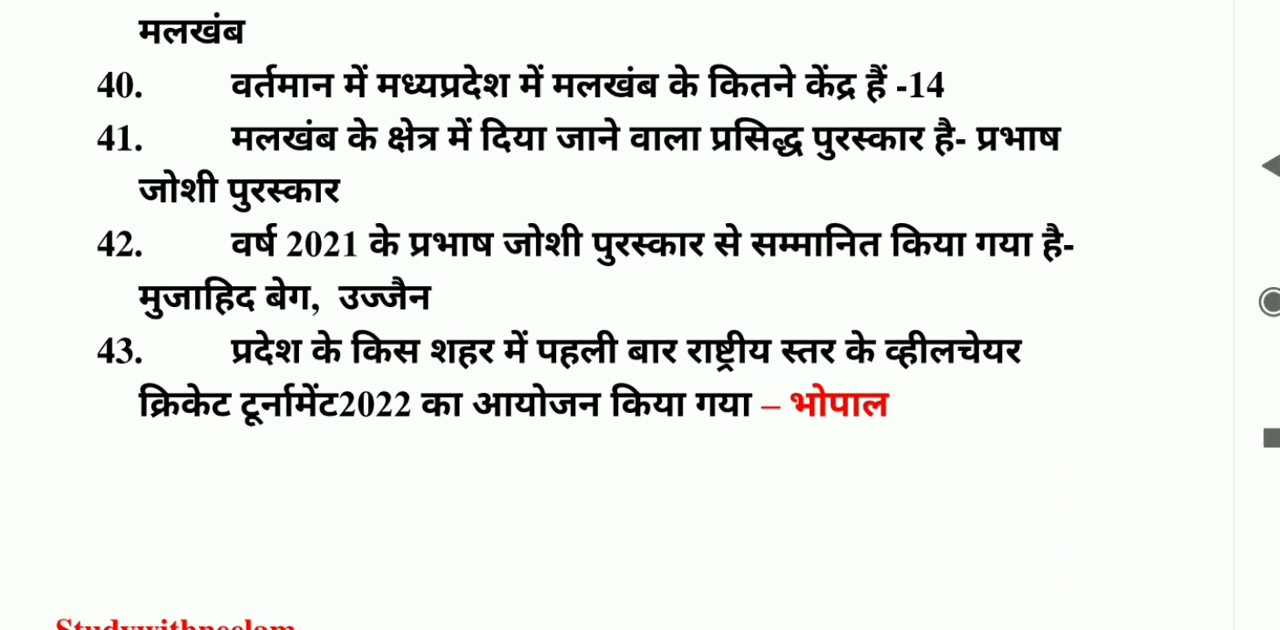 मलखंब
40. वर्तमान में मध्यप्रदेश में मलखंब के कितने केंद्र हैं -14
41. मलखंब के क्षेत्र में दिया जाने वाला प्रसिद्ध पुरस्कार है- प्रभाष
जोशी पुरस्कार
42. वर्ष 2021 के प्रभाष जोशी पुरस्कार से सम्मानित किया गया है-
मुजाहिद बेग, उज्जैन
43. प्रदेश के किस शहर में पहली बार राष्ट्रीय स्तर के व्हीलचेयर
क्रिकेट टूर्नामेंट2022 का आयोजन किया गया – भोपाल
Studywithneelam